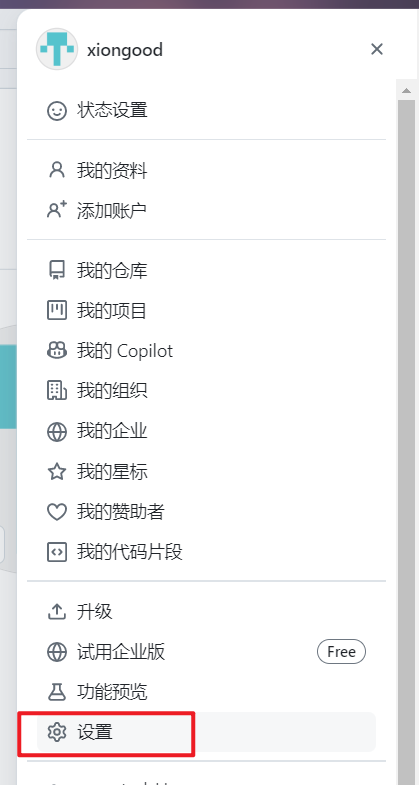 xiongood
状态设置
我的资料
添加账户
我的仓库
我的项目
我的 Copilot
我的组织
我的企业
我的星标
我的赞助者
我的代码片段
升级
试用企业版 Free
功能预览
设置